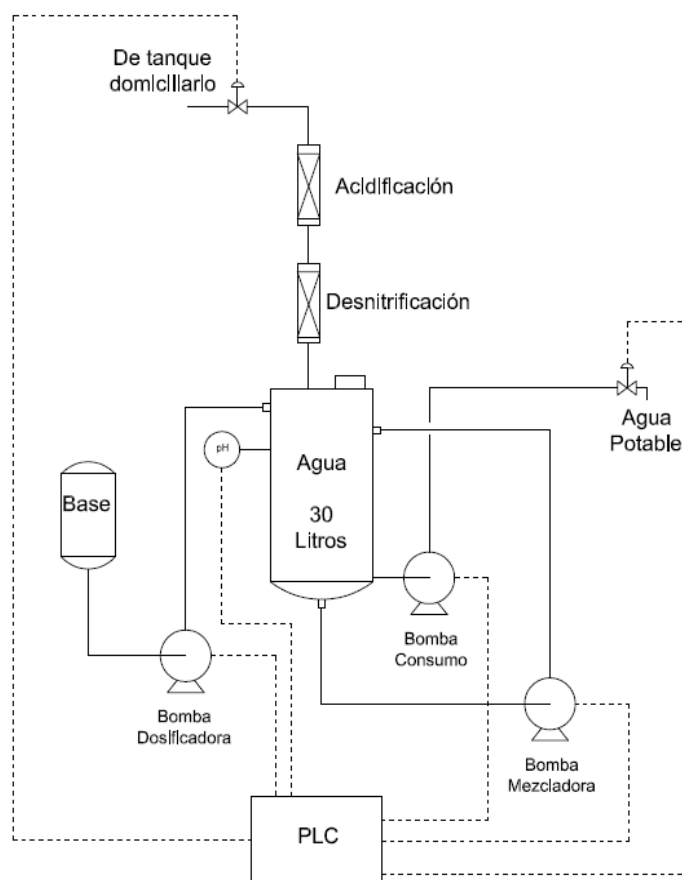 De tanque
domiciliario
Acidificación
Desnitrificación
Agua
Potable
pH
Agua
30
Litros
Base
Bomba
Consumo
Bomba
Dosificadora
Bomba
Mezcladora
PLC